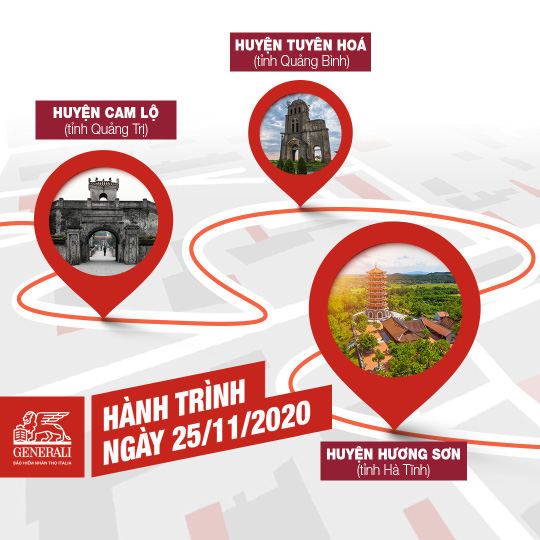 HUYỆN TUYÊN HOÁ
(tỉnh Quảng Bình)
HUYỆN CAM LỘ
(tỉnh Quảng Trị)
HÀNH TRÌNH
NGÀY 25/11/2020
GENERALI
BẢO HIỂM NHÂN THỌ ITALIA
HUYỆN HƯƠNG SƠN
(tỉnh Hà Tĩnh)